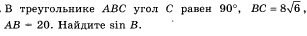 . В треугольнике ABC угол C равен 90°, BC = 8√6,
AB = 20. Найдите sin B.